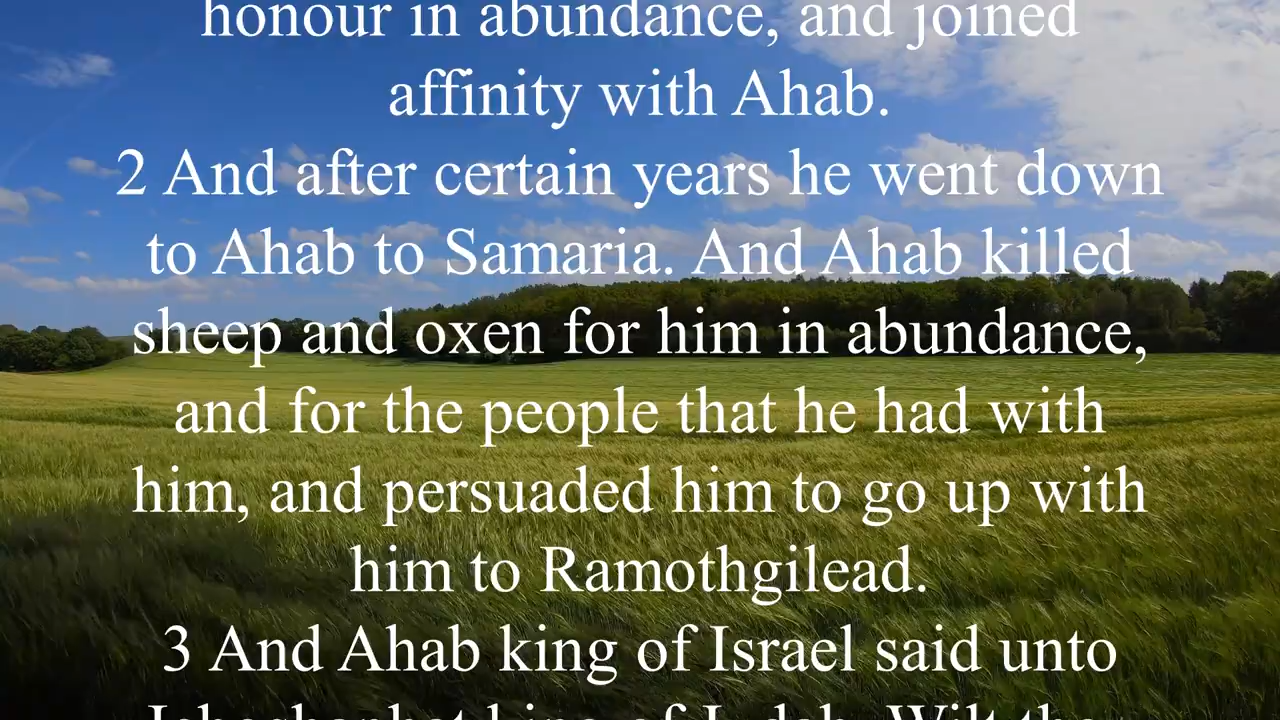 honour in abundance, and joined
affinity with Ahab.
2 And after certain years he went down
to Ahab to Samaria. And Ahab killed
sheep and oxen for him in abundance,
and for the people that he had with
him, and persuaded him to go up with
him to Ramothgilead.
3 And Ahab king of Israel said unto
Jehoshaphat king of Judah, Wilt thou